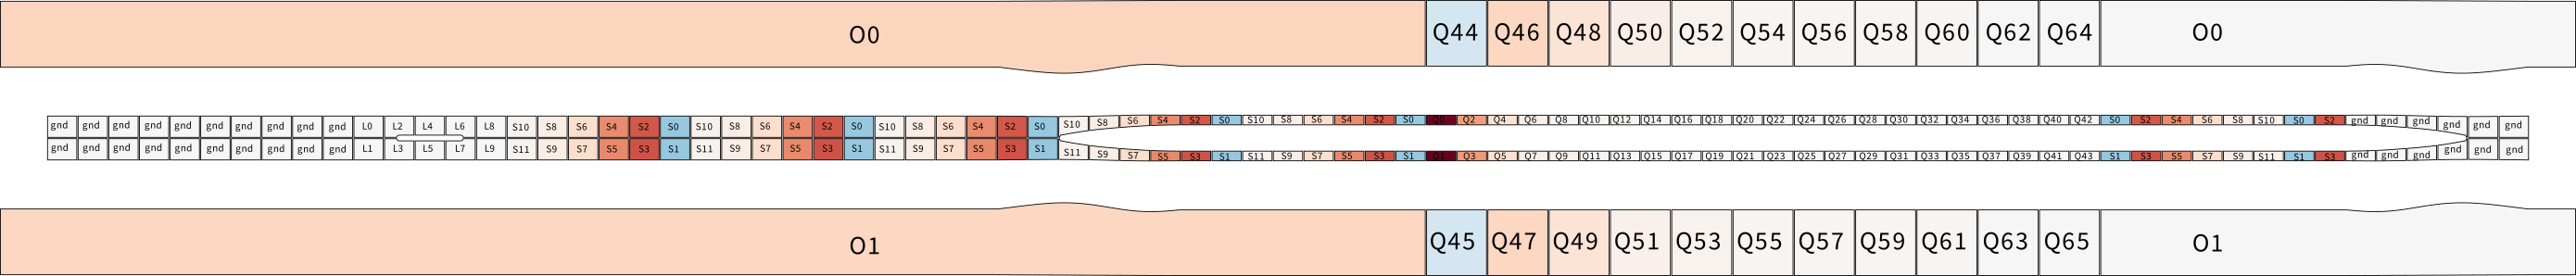 O0 Q44 Q46 Q48 Q50 Q52 Q54 Q56 Q58 Q60 Q62 Q64 O0
gnd gnd gnd gnd gnd gnd gnd gnd gnd gnd L0 L2 L4 L6 L8 S10 S8 S6 S4 S2 S0 S10 S8 S6 S4 S2 S0 S10 S8 S6 S4 S2 S0 S10 S8 S6 S4 S2 S0 S10 S8 S6 S4 S2 S0 Q0 Q2 Q4 Q6 Q8 Q10 Q12 Q14 Q16 Q18 Q20 Q22 Q24 Q26 Q28 Q30 Q32 Q34 Q36 Q38 Q40 Q42 S0 S2 S4 S6 S8 S10 S0 S2 gnd gnd gnd gnd gnd gnd
gnd gnd gnd gnd gnd gnd gnd gnd gnd gnd L1 L3 L5 L7 L9 S11 S9 S7 S5 S3 S1 S11 S9 S7 S5 S3 S1 S11 S9 S7 S5 S3 S1 S11 S9 S7 S5 S3 S1 S11 S9 S7 S5 S3 S1 Q1 Q3 Q5 Q7 Q9 Q11 Q13 Q15 Q17 Q19 Q21 Q23 Q25 Q27 Q29 Q31 Q33 Q35 Q37 Q39 Q41 Q43 S1 S3 S5 S7 S9 S11 S1 S3 gnd gnd gnd gnd gnd gnd
O1 Q45 Q47 Q49 Q51 Q53 Q55 Q57 Q59 Q61 Q63 Q65 O1